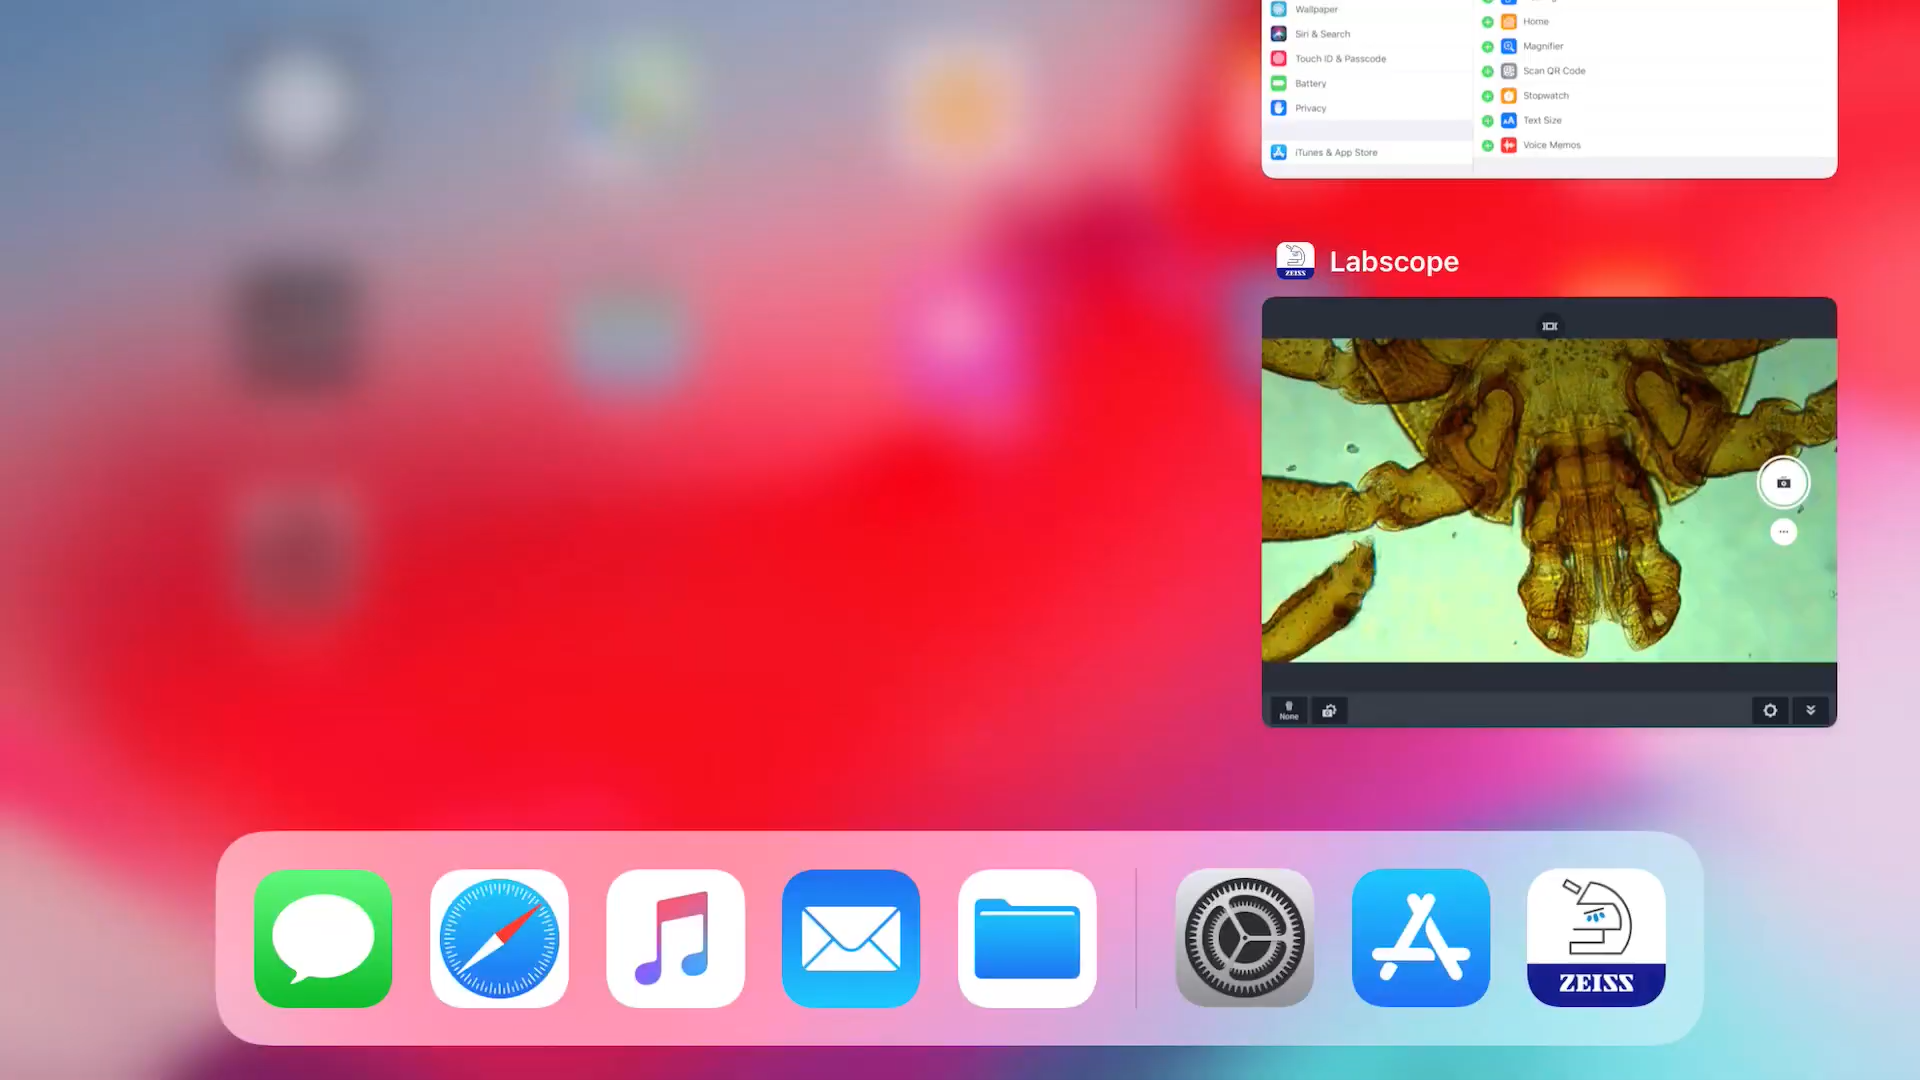 Wallpaper
Siri & Search
Touch ID & Passcode
Battery
Privacy
iTunes & App Store
Home
Magnifier
Scan QR Code
Stopwatch
Text Size
Voice Memos
ZEISS
Labscope
None
ZEISS